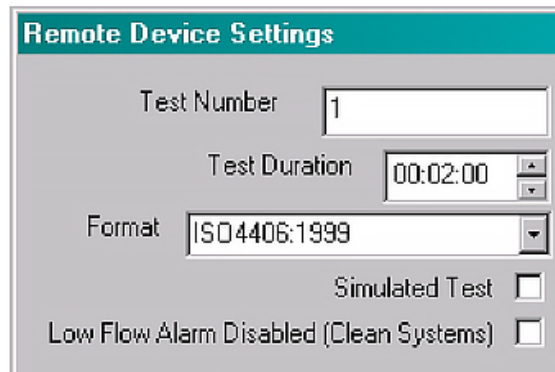 Remote Device Settings
Test Number 1
Test Duration 00:02:00
Format ISO4406:1999
Simulated Test
Low Flow Alarm Disabled (Clean Systems)